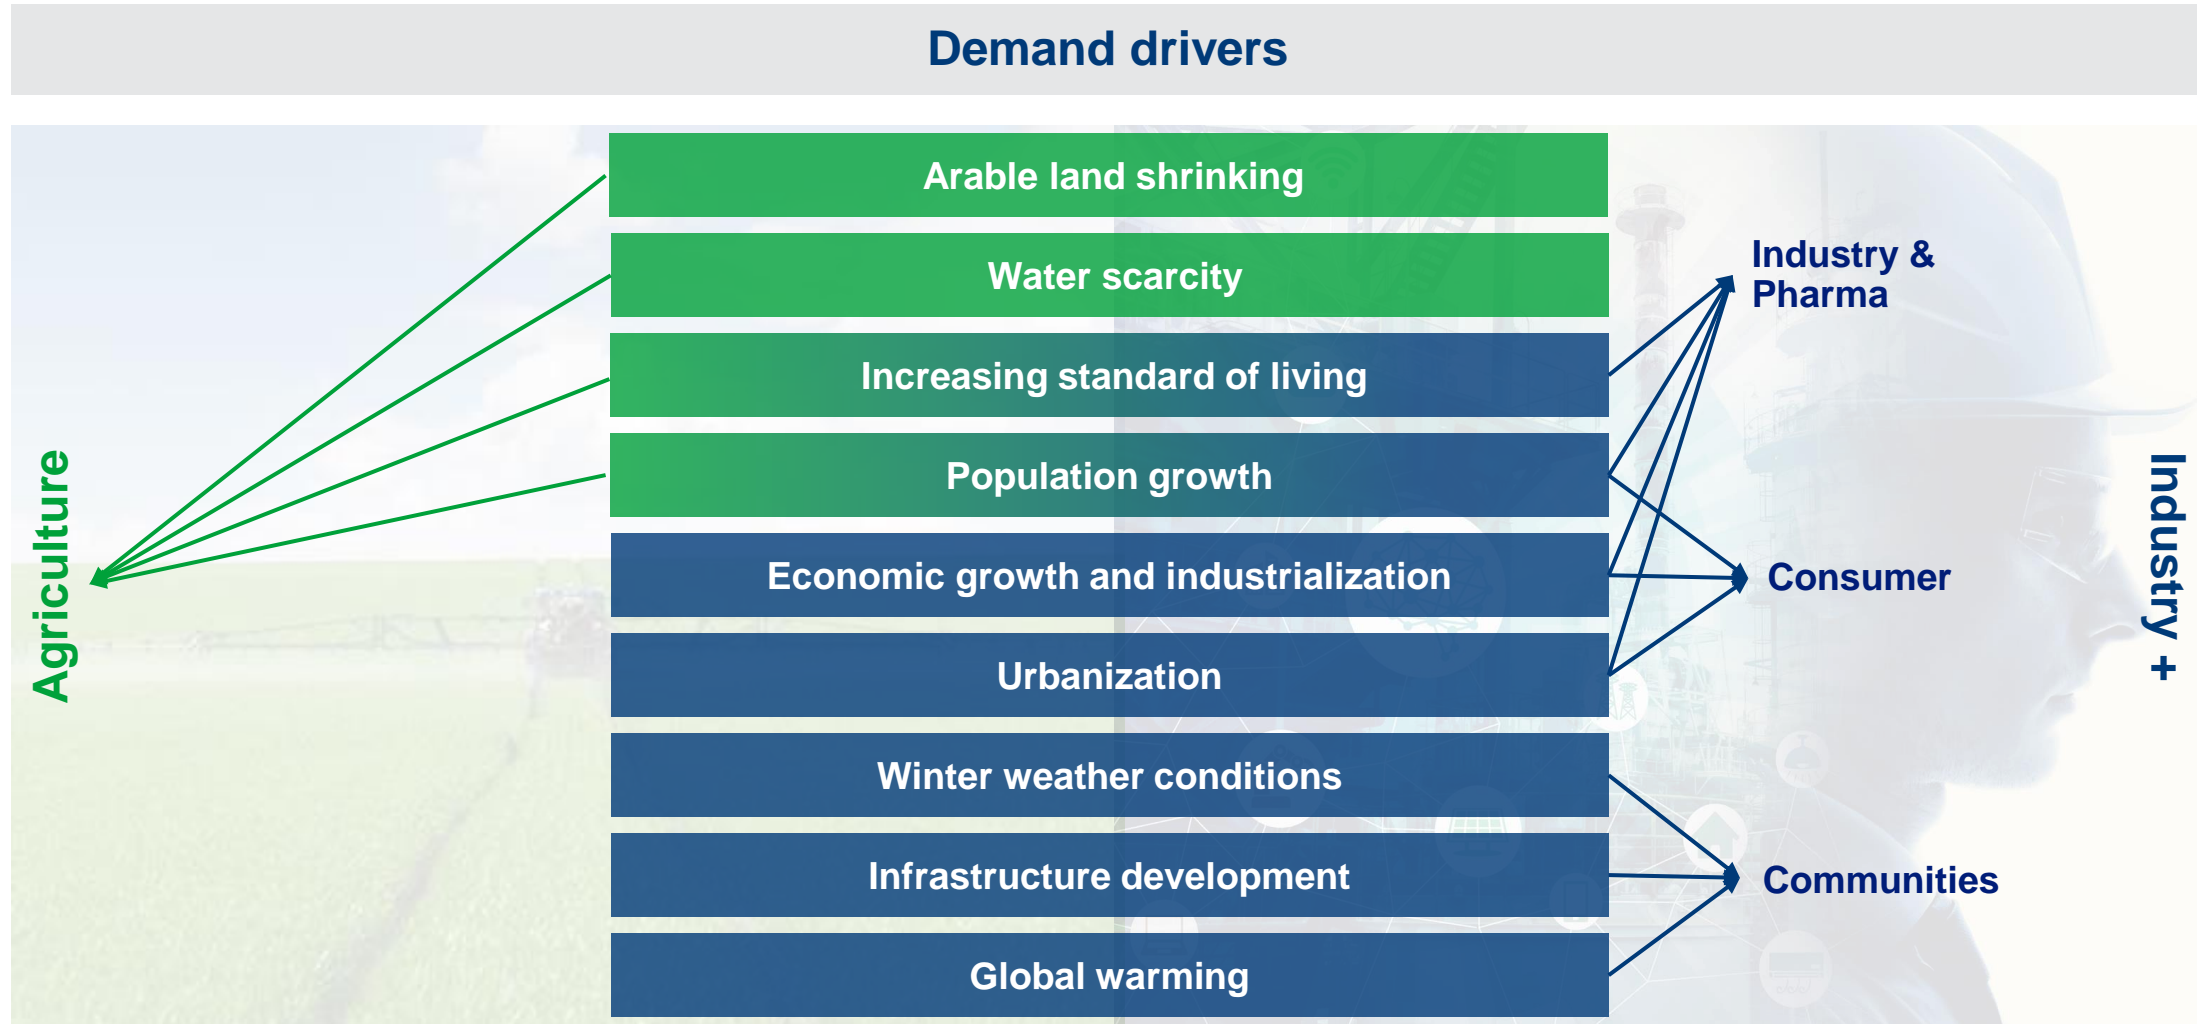 Demand drivers
Arable land shrinking
Water scarcity
Increasing standard of living
Population growth
Economic growth and industrialization
Urbanization
Winter weather conditions
Infrastructure development
Global warming
Agriculture
Industry &
Pharma
Consumer
Communities
Industry +